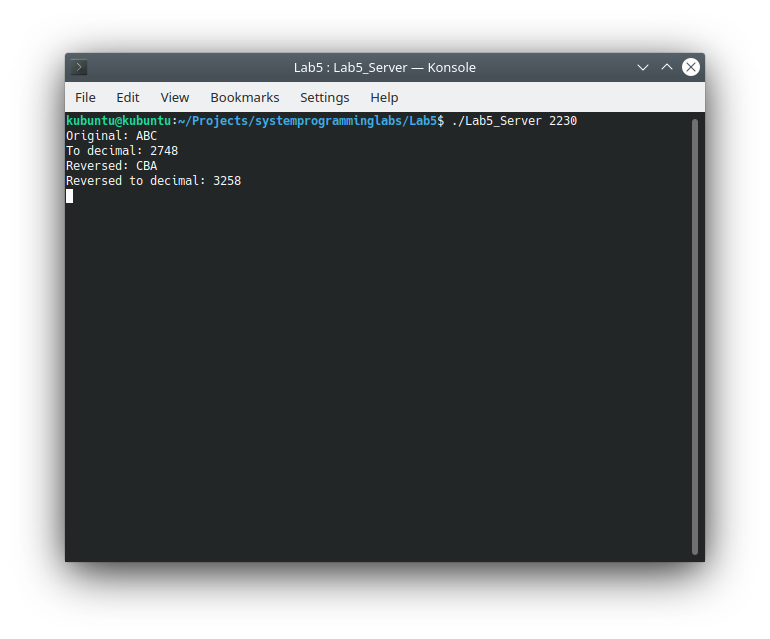 Lab5 : Lab5_Server — Konsole
File Edit View Bookmarks Settings Help
kubuntu@kubuntu:~/Projects/systemprogramminglabs/Lab5$ ./Lab5_Server 2230
Original: ABC
To decimal: 2748
Reversed: CBA
Reversed to decimal: 3258